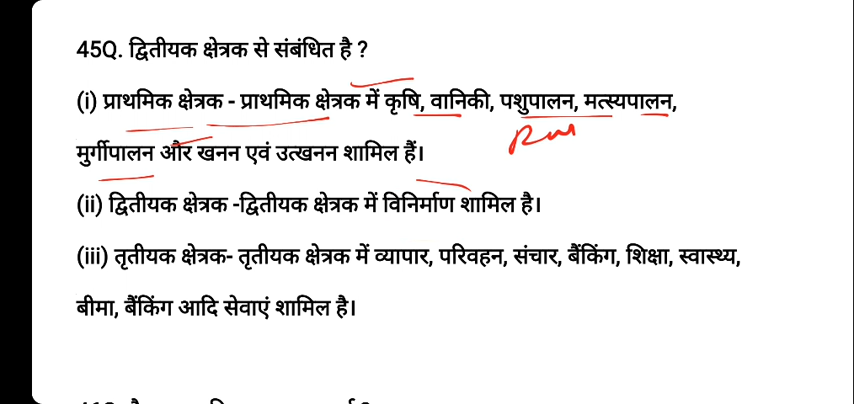 45Q. द्वितीयक क्षेत्रक से संबंधित है ?
(i) प्राथमिक क्षेत्रक - प्राथमिक क्षेत्रक में कृषि, वानिकी, पशुपालन, मत्स्यपालन,
मुर्गीपालन और खनन एवं उत्खनन शामिल हैं।
(ii) द्वितीयक क्षेत्रक -द्वितीयक क्षेत्रक में विनिर्माण शामिल है।
(iii) तृतीयक क्षेत्रक- तृतीयक क्षेत्रक में व्यापार, परिवहन, संचार, बैंकिंग, शिक्षा, स्वास्थ्य,
बीमा, बैंकिंग आदि सेवाएं शामिल है।